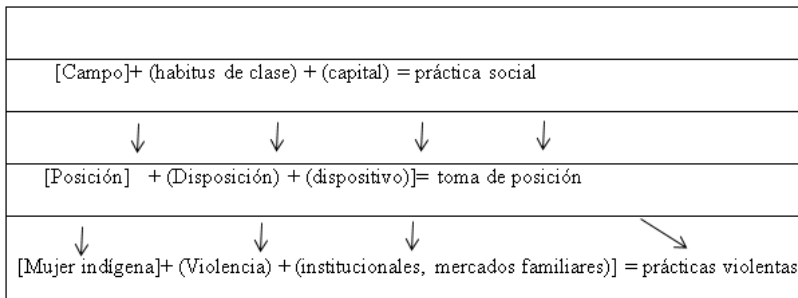 [Campo]+ (habitus de clase) + (capital) = práctica social
[Posición] + (Disposición) + (dispositivo)]= toma de posición
[Mujer indígena]+ (Violencia) + (institucionales, mercados familiares)] = prácticas violentas